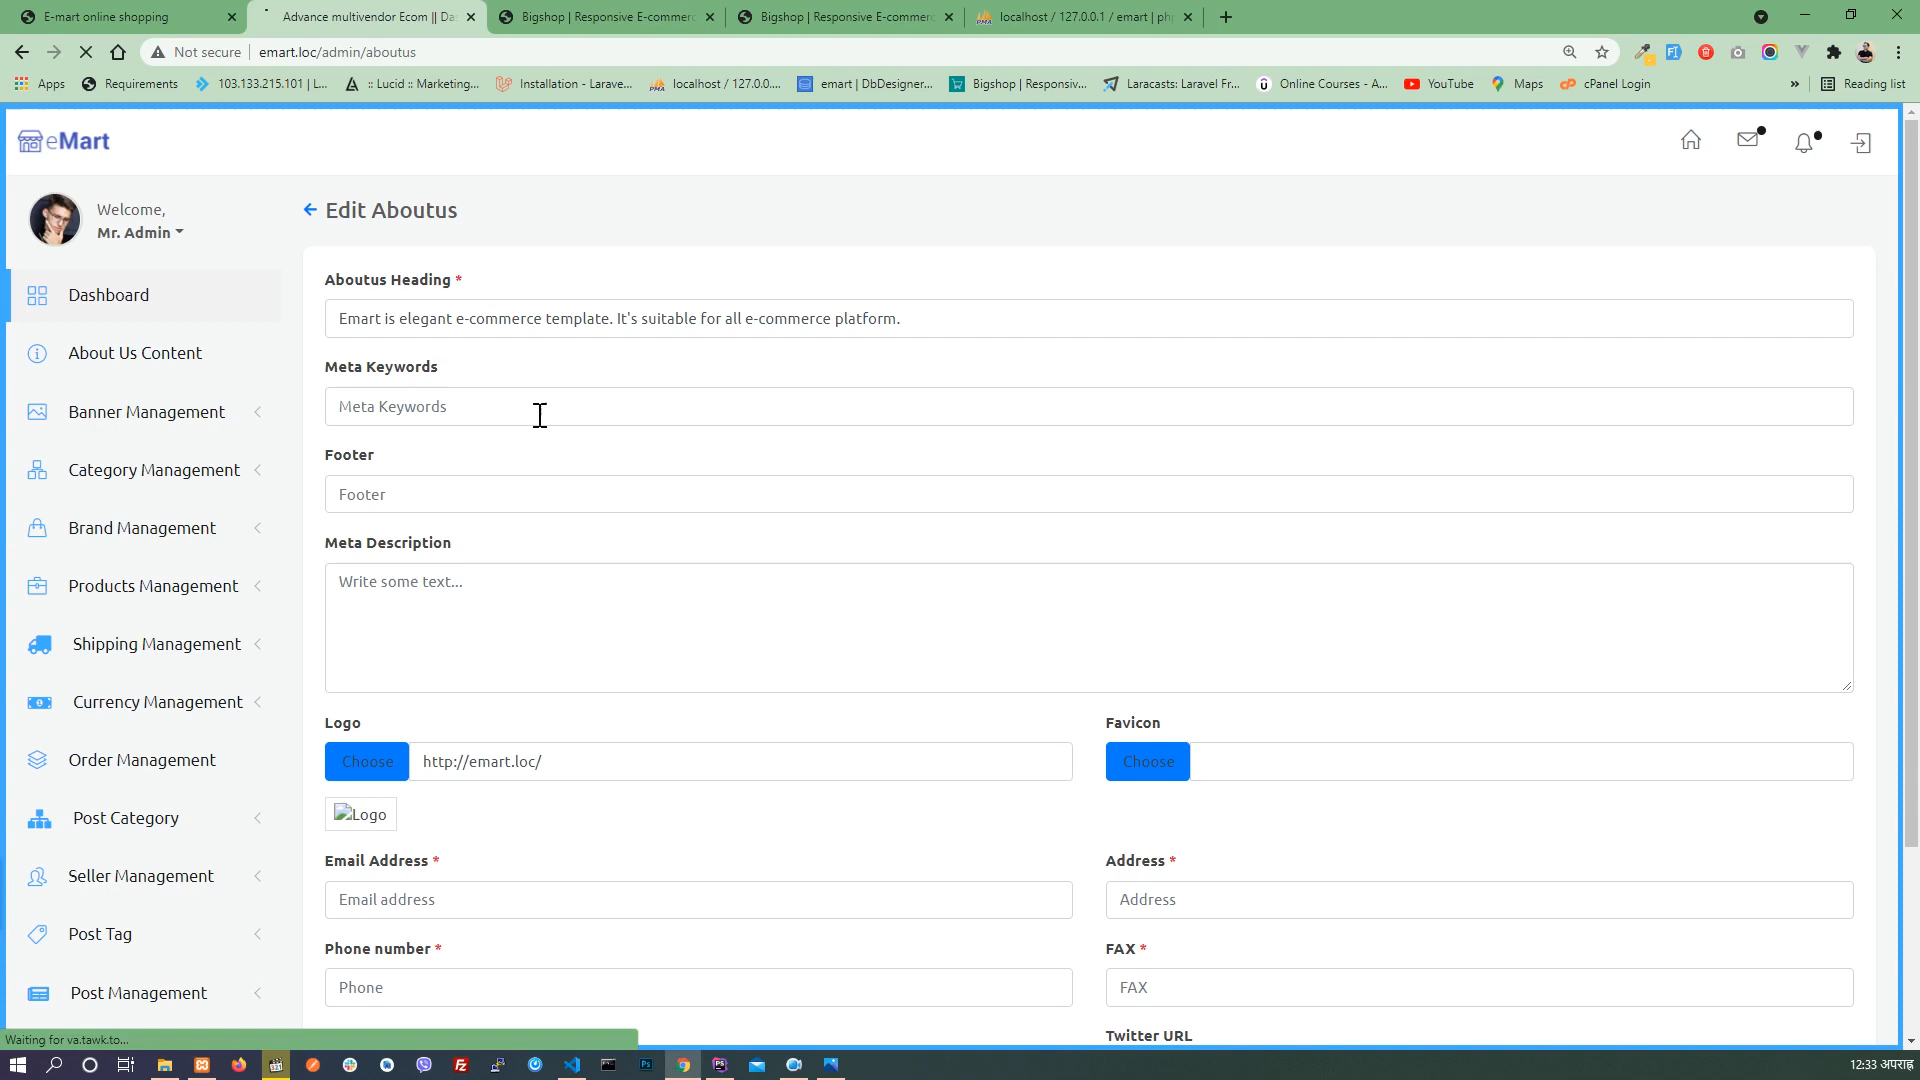 E-mart online shopping
Advance multivendor Ecom || Da
Bigshop | Responsive E-commerc
Bigshop | Responsive E-commerc
localhost / 127.0.0.1 / emart | ph
Not secure
emart.loc/admin/aboutus
Apps
Requirements
103.133.215.101 | L...
:: Lucid :: Marketing...
Installation - Larave...
localhost / 127.0.0....
emart | DbDesigner...
Bigshop | Responsiv...
Laracasts: Laravel Fr...
Online Courses - A...
YouTube
Maps
cPanel Login
»
Reading list
eMart
Welcome,
Mr. Admin
Edit Aboutus
Dashboard
About Us Content
Banner Management
Category Management
Brand Management
Products Management
Shipping Management
Currency Management
Order Management
Post Category
Seller Management
Post Tag
Post Management
Aboutus Heading *
Emart is elegant e-commerce template. It's suitable for all e-commerce platform.
Meta Keywords
Meta Keywords
Footer
Footer
Meta Description
Write some text...
Logo
Favicon
Choose
http://emart.loc/
Choose
Logo
Email Address *
Address *
Email address
Address
Phone number *
FAX *
Phone
FAX
Twitter URL
Waiting for va.tawk.to...
12:33 अपराह्न